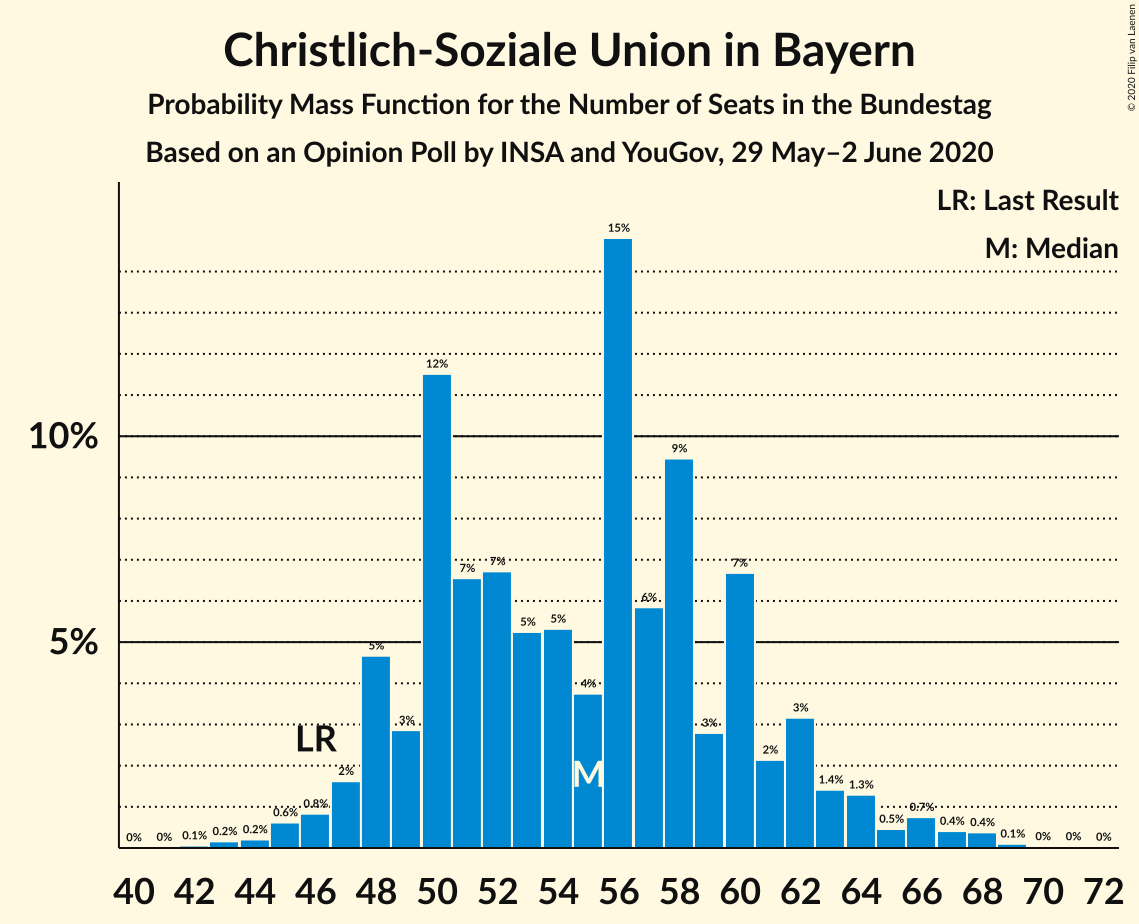 Christlich-Soziale Union in Bayern
Probability Mass Function for the Number of Seats in the Bundestag
Based on an Opinion Poll by INSA and YouGov, 29 May–2 June 2020
© 2020 Filip van Laenen
LR: Last Result
M: Median
10%
5%
0% 0% 0.1% 0.2% 0.2% 0.6% 0.8% 2% 5% 3% 12% 7% 7% 5% 5% 4% 15% 6% 9% 3% 7% 2% 3% 1.4% 1.3% 0.5% 0.7% 0.4% 0.4% 0.1% 0% 0% 0%
LR
M
40 42 44 46 48 50 52 54 56 58 60 62 64 66 68 70 72